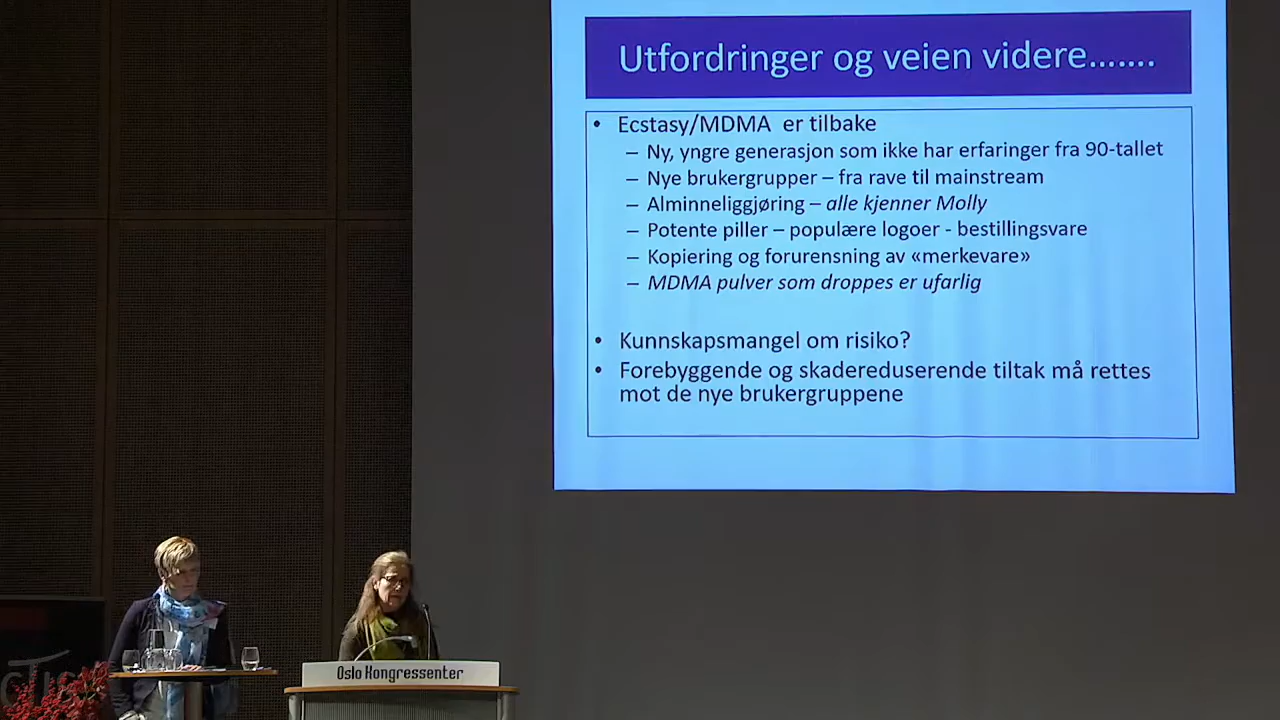 Utfordringer og veien videre…….
• Ecstasy/MDMA er tilbake
– Ny, yngre generasjon som ikke har erfaringer fra 90-tallet
– Nye brukergrupper – fra rave til mainstream
– Alminneliggjøring – alle kjenner Molly
– Potente piller – populære logoer - bestillingsvare
– Kopiering og forurensning av «merkevare»
– MDMA pulver som droppes er ufarlig
• Kunnskapsmangel om risiko?
• Forebyggende og skadereduserende tiltak må rettes
mot de nye brukergruppene
Oslo Kongressenter